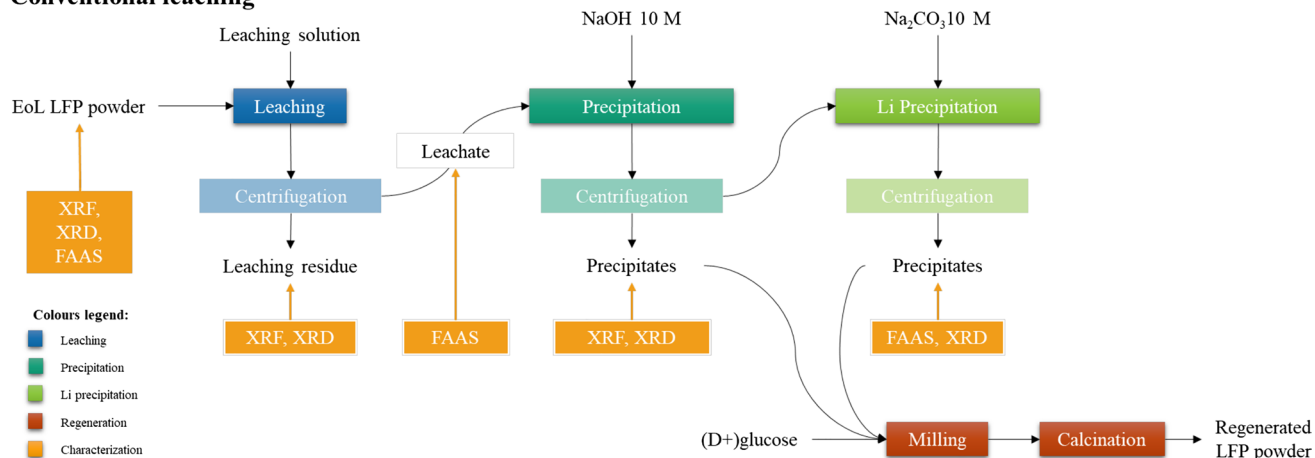 Conventional leaching
NaOH 10 M
Na₂CO₃10 M
Leaching solution
EoL LFP powder
Leaching
Precipitation
Li Precipitation
Leachate
Centrifugation
Centrifugation
Centrifugation
XRF,
XRD,
FAAS
Leaching residue
Precipitates
Precipitates
Colours legend:
Leaching
Precipitation
Li precipitation
Regeneration
Characterization
XRF, XRD
FAAS
XRF, XRD
FAAS, XRD
(D+)glucose
Milling
Calcination
Regenerated
LFP powder